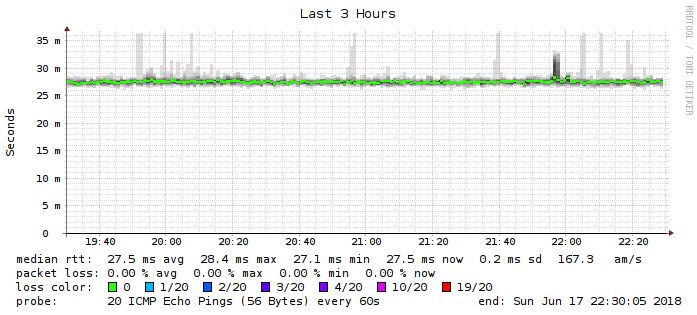 Last 3 Hours
RRDTOOL / TOBI OETIKER
Seconds
35 m
30 m
25 m
20 m
15 m
10 m
5 m
0
19:40 20:00 20:20 20:40 21:00 21:20 21:40 22:00 22:20
median rtt: 27.5 ms avg 28.4 ms max 27.1 ms min 27.5 ms now 0.2 ms sd 167.3 am/s
packet loss: 0.00 % avg 0.00 % max 0.00 % min 0.00 % now
loss color: 0 1/20 2/20 3/20 4/20 10/20 19/20
probe: 20 ICMP Echo Pings (56 Bytes) every 60s end: Sun Jun 17 22:30:05 2018